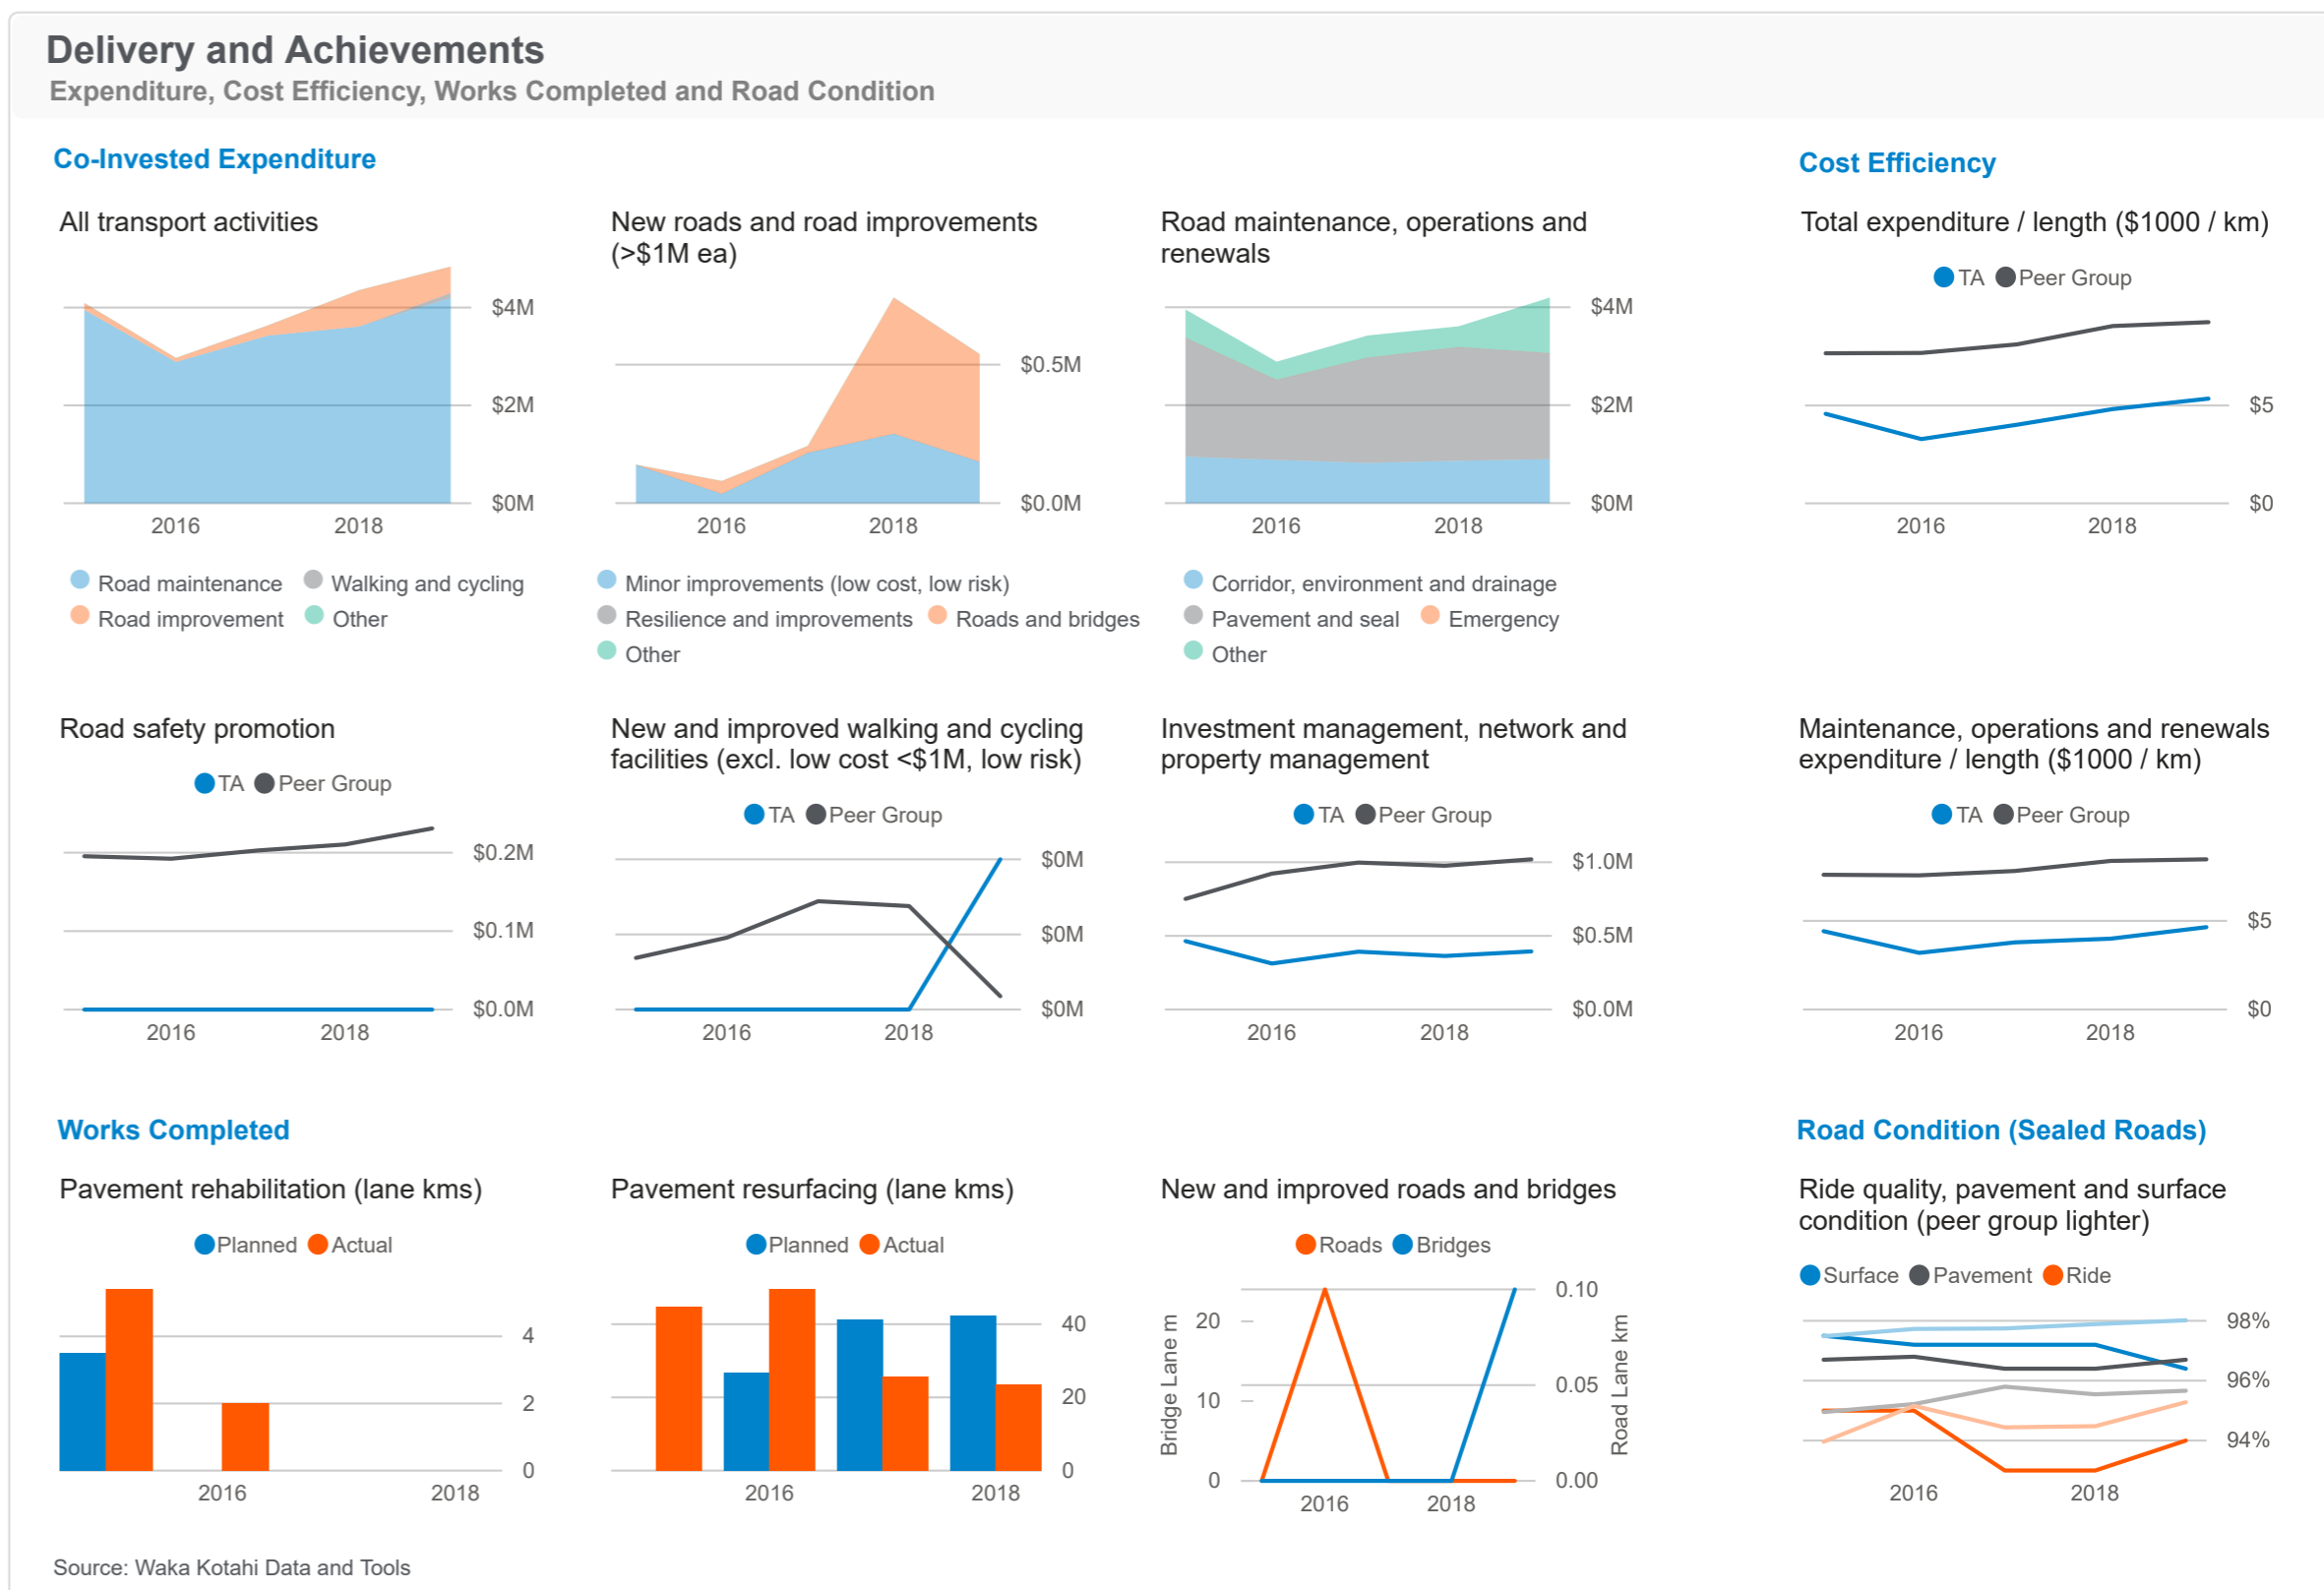 Delivery and Achievements
Expenditure, Cost Efficiency, Works Completed and Road Condition
Co-Invested Expenditure
All transport activities
$4M
$2M
$0M
2016 2018
Road maintenance Walking and cycling
Road improvement Other
New roads and road improvements
(>$1M ea)
$0.5M
$0.0M
2016 2018
Minor improvements (low cost, low risk)
Resilience and improvements Roads and bridges
Other
Road maintenance, operations and
renewals
$4M
$2M
$0M
2016 2018
Corridor, environment and drainage
Pavement and seal Emergency
Other
Cost Efficiency
Total expenditure / length ($1000 / km)
TA Peer Group
$5
$0
2016 2018
Road safety promotion
TA Peer Group
$0.2M
$0.1M
$0.0M
2016 2018
New and improved walking and cycling
facilities (excl. low cost <$1M, low risk)
TA Peer Group
$0M
$0M
$0M
2016 2018
Investment management, network and
property management
TA Peer Group
$1.0M
$0.5M
$0.0M
2016 2018
Maintenance, operations and renewals
expenditure / length ($1000 / km)
TA Peer Group
$5
$0
2016 2018
Works Completed
Pavement rehabilitation (lane kms)
Planned Actual
4
2
0
2016 2018
Pavement resurfacing (lane kms)
Planned Actual
40
20
0
2016 2018
New and improved roads and bridges
Roads Bridges
Bridge Lane m
20
10
0
0.10
0.05
0.00
Road Lane km
2016 2018
Road Condition (Sealed Roads)
Ride quality, pavement and surface
condition (peer group lighter)
Surface Pavement Ride
98%
96%
94%
2016 2018
Source: Waka Kotahi Data and Tools